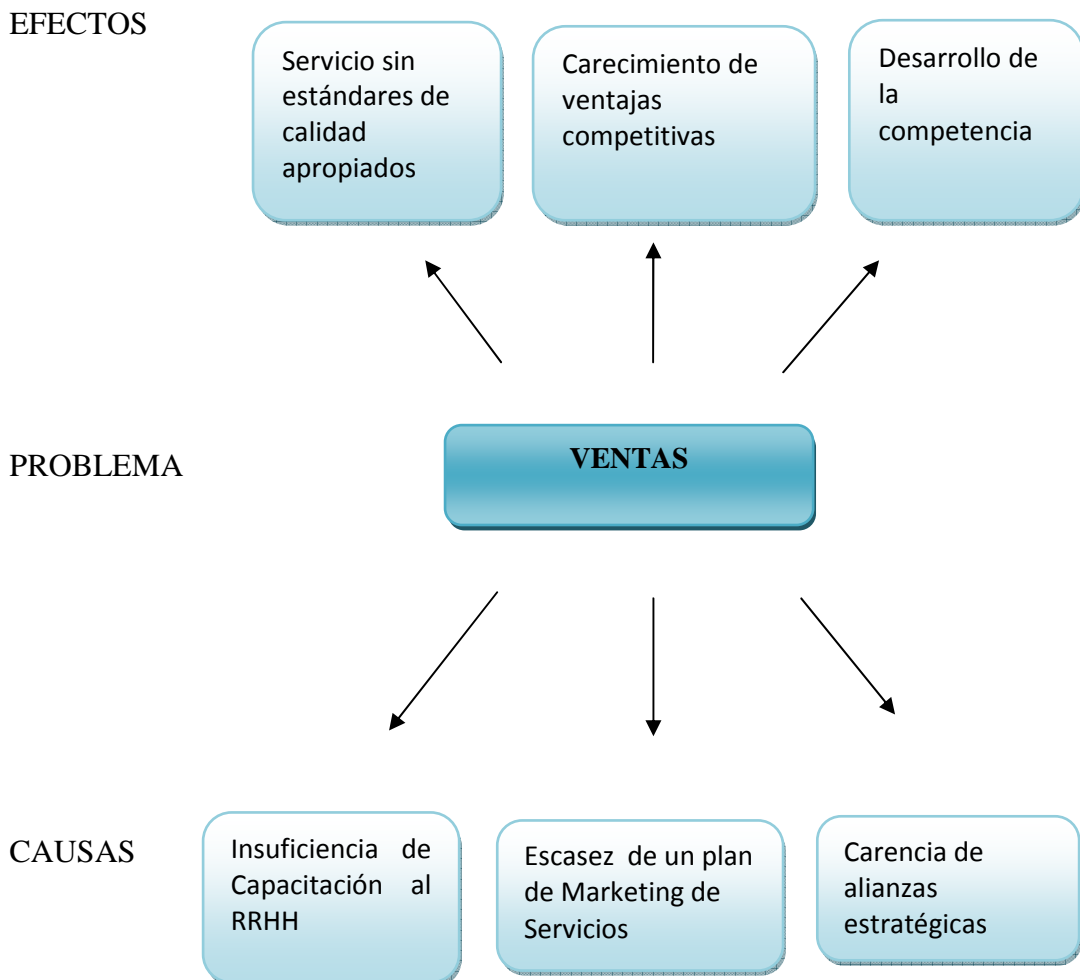 EFECTOS
Servicio sin
estándares de
calidad
apropiados
Carecimiento de
ventajas
competitivas
Desarrollo de
la
competencia
PROBLEMA
VENTAS
CAUSAS
Insuficiencia de
Capacitación al
RRHH
Escasez de un plan
de Marketing de
Servicios
Carencia de
alianzas
estratégicas